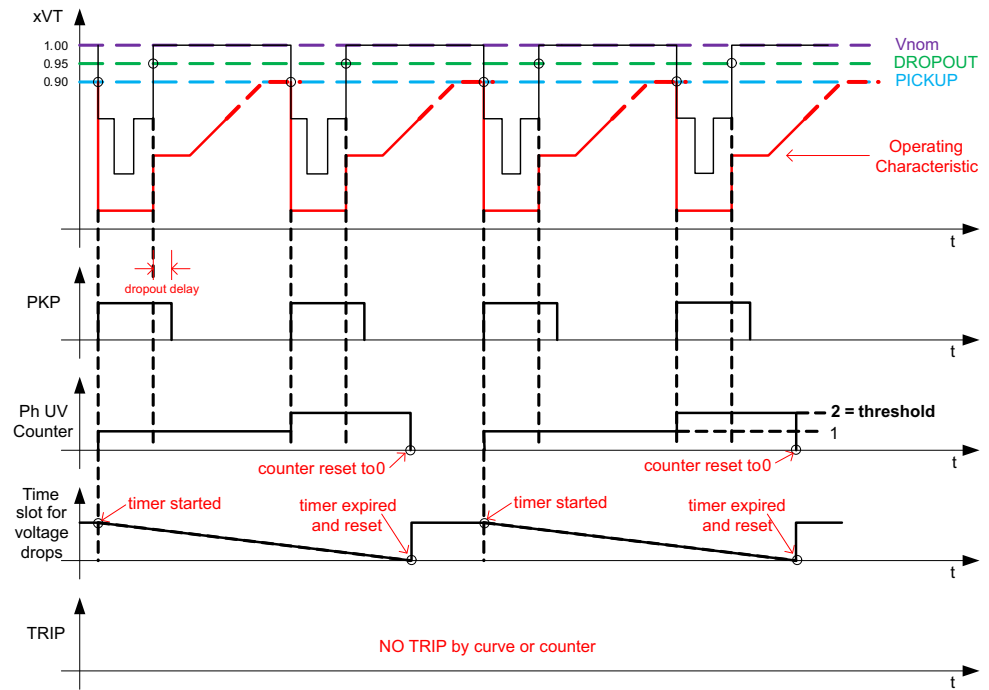 xVT
1.00
0.95
0.90
Vnom
DROPOUT
PICKUP
Operating
Characteristic
t
dropout delay
PKP
t
Ph UV
Counter
2 = threshold
1
counter reset to0
counter reset to0
t
Time
slot for
voltage
drops
timer started
timer expired
and reset
timer started
timer expired
and reset
t
TRIP
NO TRIP by curve or counter
t